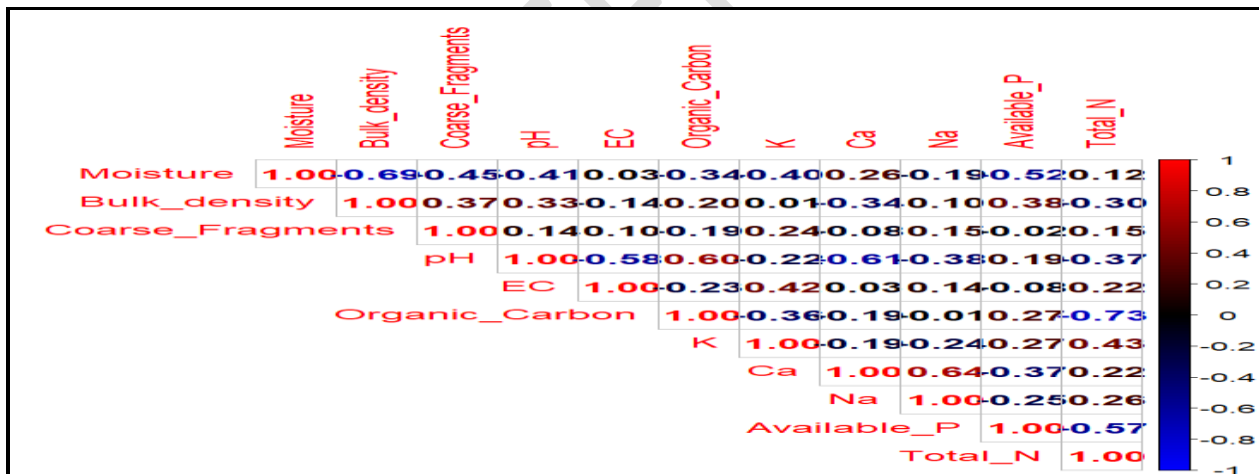 Moisture Bulk_density Coarse_Fragments pH EC Organic_Carbon K Ca Na Available_P Total_N
Moisture 1.00 -0.69 -0.45 -0.41 0.03 -0.34 -0.40 0.26 -0.19 -0.52 0.12
Bulk_density 1.00 0.37 0.33 -0.14 0.20 0.01 -0.34 0.10 0.38 -0.30
Coarse_Fragments 1.00 0.14 0.10 -0.19 0.24 -0.08 0.15 -0.02 0.15
pH 1.00 -0.58 0.60 -0.22 -0.61 -0.38 0.19 -0.37
EC 1.00 -0.23 0.42 0.03 0.14 -0.08 0.22
Organic_Carbon 1.00 -0.36 -0.19 -0.01 0.27 -0.73
K 1.00 -0.19 -0.24 0.27 0.43
Ca 1.00 0.64 -0.37 0.22
Na 1.00 -0.25 0.26
Available_P 1.00 -0.57
Total_N 1.00
1
0.8
0.6
0.4
0.2
0
-0.2
-0.4
-0.6
-0.8
-1